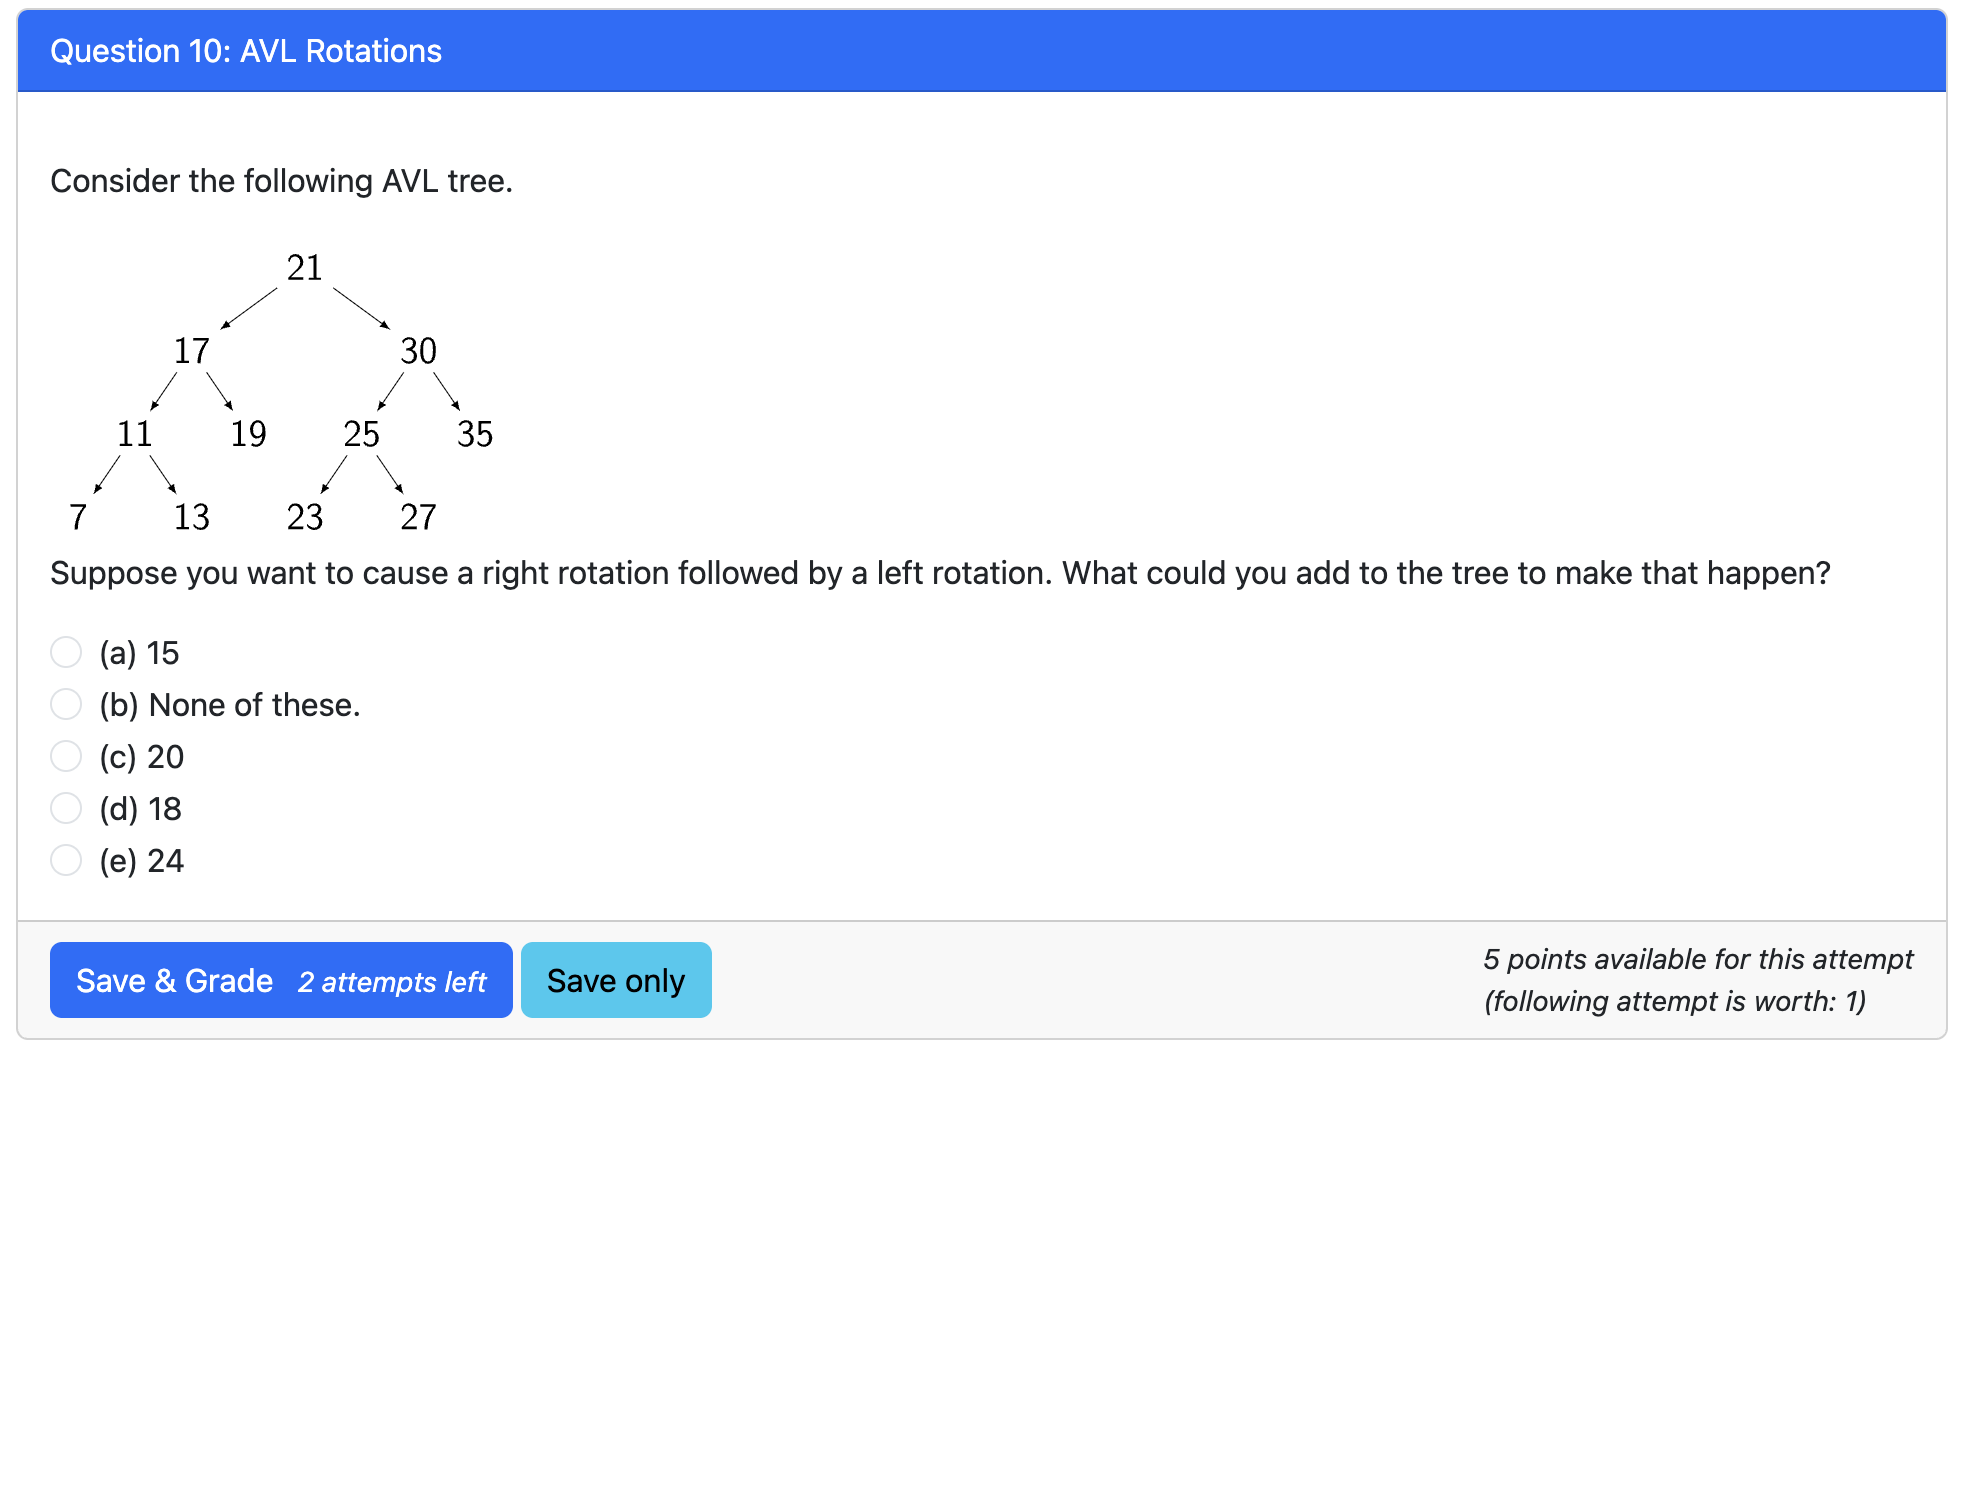 Question 10: AVL Rotations
Consider the following AVL tree.
21
17 30
11 19 25 35
7 13 23 27
Suppose you want to cause a right rotation followed by a left rotation. What could you add to the tree to make that happen?
(a) 15
(b) None of these.
(c) 20
(d) 18
(e) 24
Save & Grade 2 attempts left Save only
5 points available for this attempt
(following attempt is worth: 1)